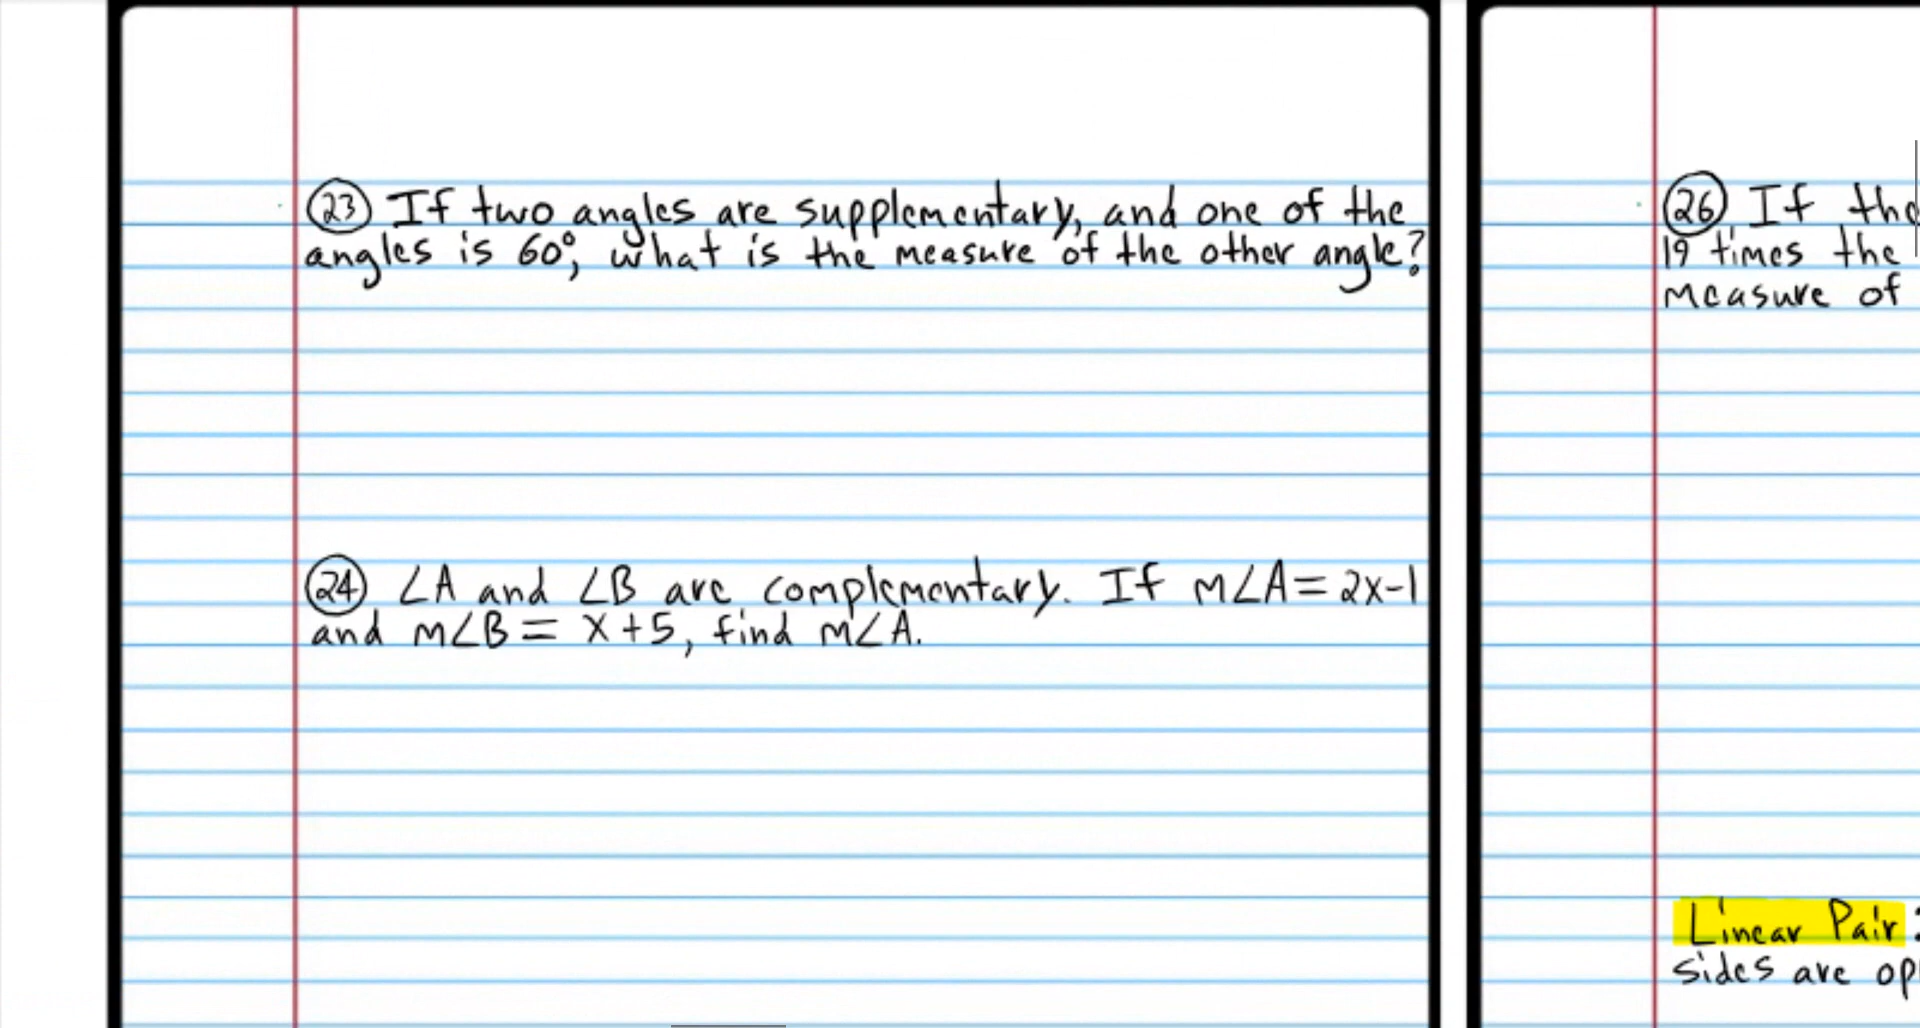 23 If two angles are supplementary, and one of the
angles is 60°, what is the measure of the other angle?
24 ∠A and ∠B are complementary. If m∠A = 2x-1
and m∠B = x+5, find m∠A.
26 If the
19 times the
measure of
Linear Pair:
sides are op